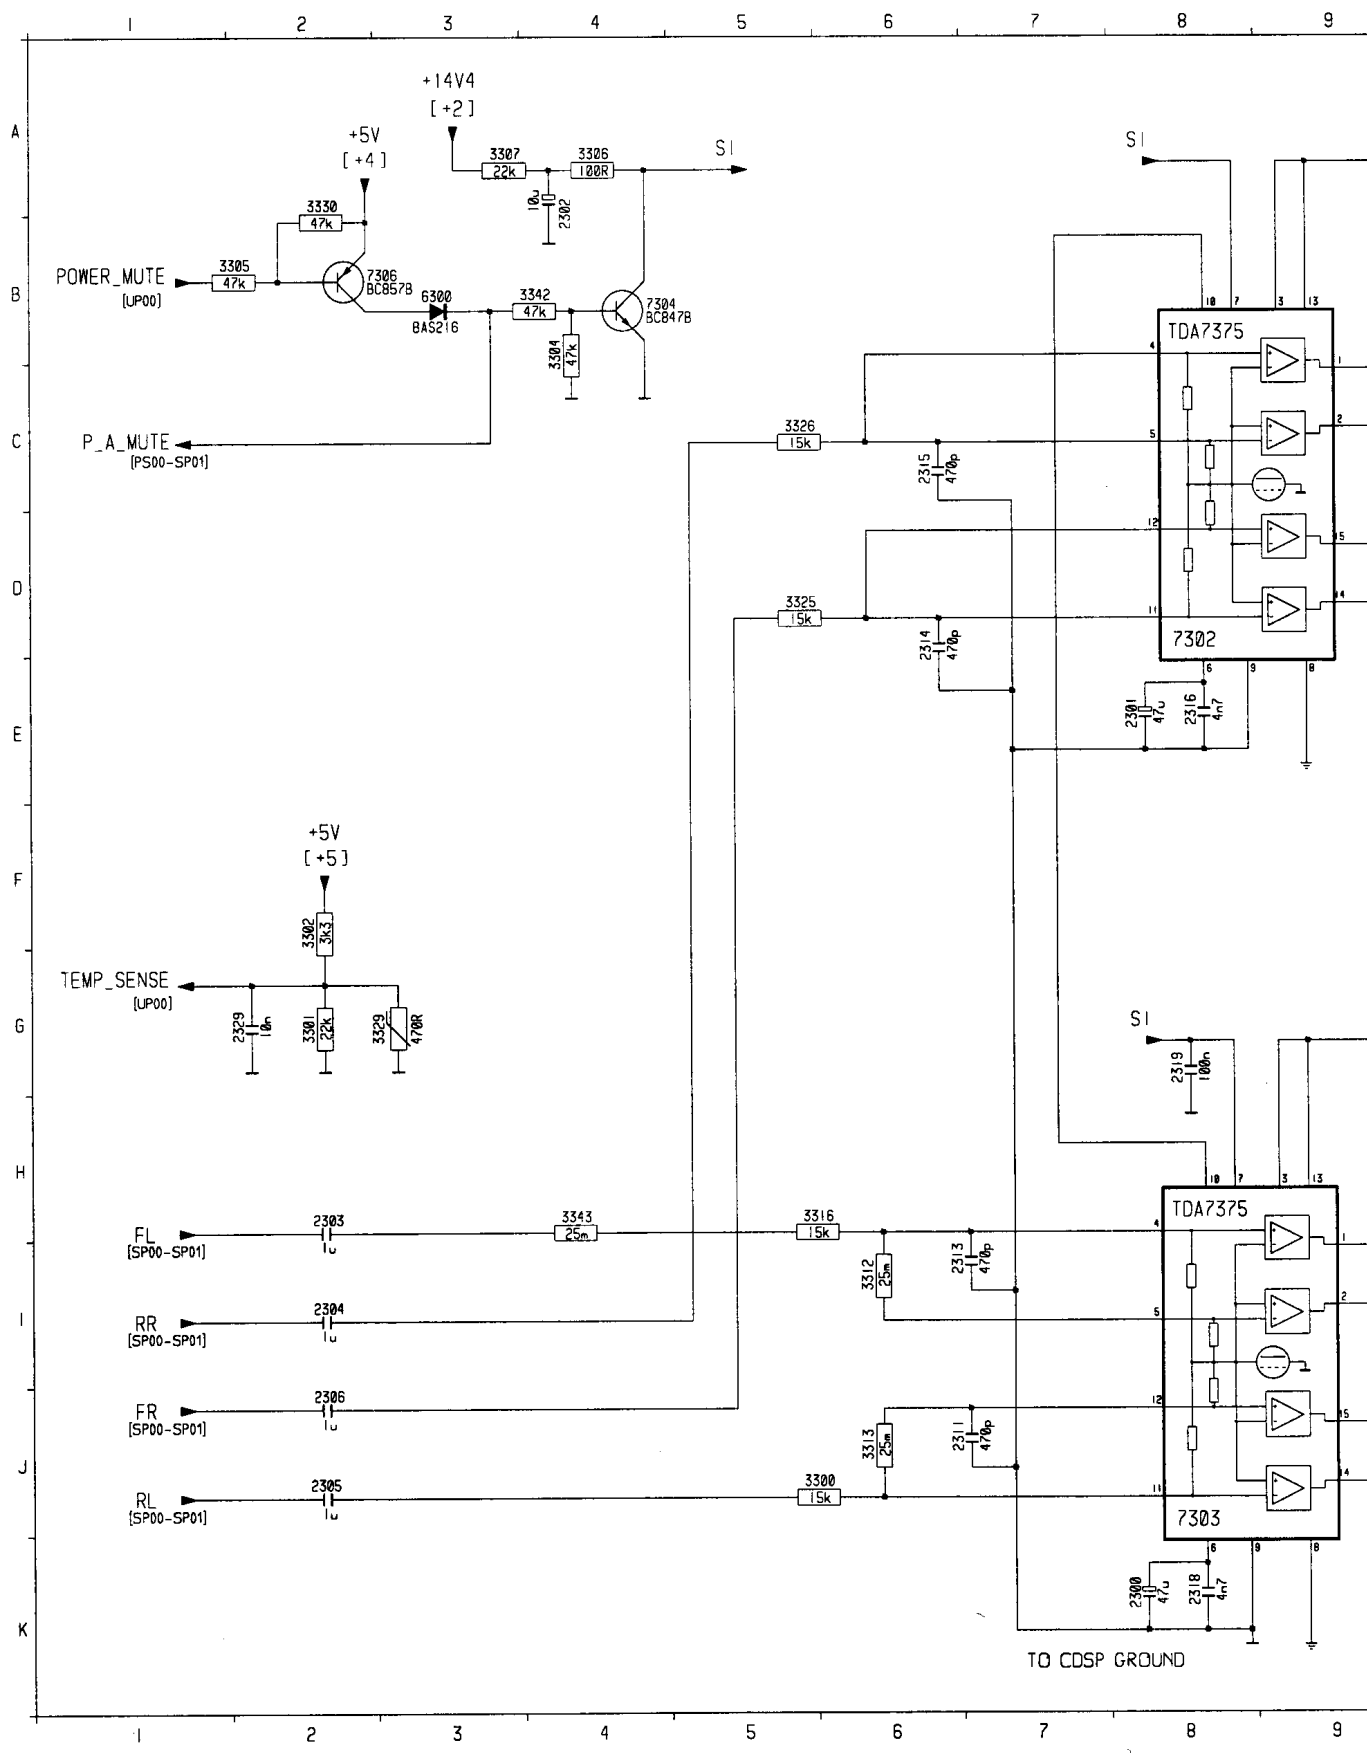 1 2 3 4 5 6 7 8 9
A
B
C
D
E
F
G
H
I
J
K
+14V4
[+2]
+5V
[+4]
3307
22k
3306
100R
SI
10u
2302
3330
47k
POWER_MUTE
[UP00]
3305
47k
7306
BC857B
6300
BAS216
3342
47k
7304
BC847B
3304
47k
P_A_MUTE
[PS00-SP01]
SI
10 7 3 13
TDA7375
4
1
5
2
12
15
11
14
7302
6 9 8
3326
15k
2315
470p
3325
15k
2314
470p
2301
47u
2316
4n7
+5V
[+5]
3302
3k3
TEMP_SENSE
[UP00]
2329
10n
3301
22k
3329
470R
SI
2319
100n
10 7 3 13
TDA7375
4
1
5
2
12
15
11
14
7303
6 9 8
FL
[SP00-SP01]
2303
1u
3343
25m
3316
15k
3312
25m
2313
470p
RR
[SP00-SP01]
2304
1u
FR
[SP00-SP01]
2306
1u
3313
25m
2311
470p
RL
[SP00-SP01]
2305
1u
3300
15k
2300
47u
2318
4n7
TO CDSP GROUND
1 2 3 4 5 6 7 8 9